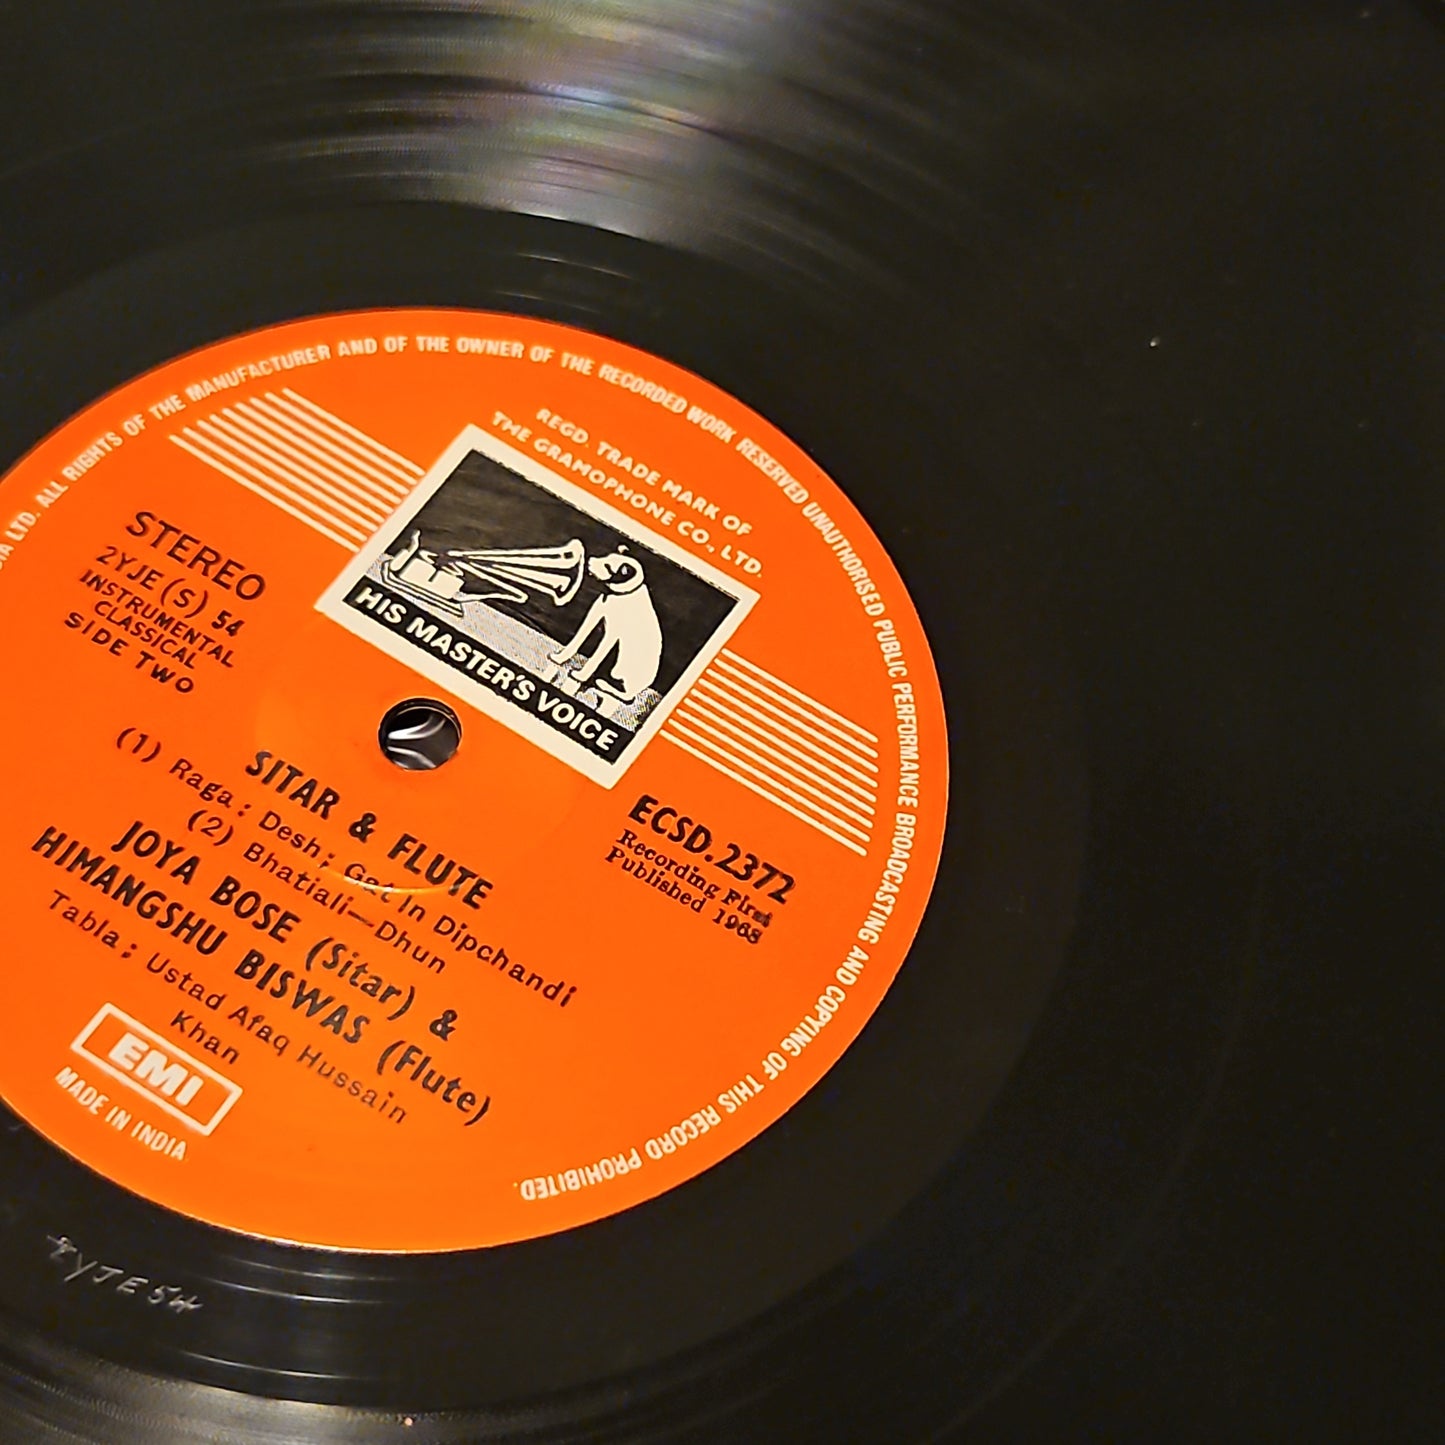 IA LTD. ALL RIGHTS OF THE MANUFACTURER AND OF THE OWNER OF THE RECORDED WORK RESERVED UNAUTHORISED PUBLIC PERFORMANCE BROADCASTING AND COPYING OF THIS RECORD PROHIBITED.
REGD. TRADE MARK OF
THE GRAMOPHONE CO., LTD.
HIS MASTER'S VOICE
STEREO
2YJE (S) 54
INSTRUMENTAL
CLASSICAL
SIDE TWO
ECSD.2372
Recording First
Published 1968
SITAR & FLUTE
(1) Raga: Desh; Gat In Dipchandi
(2) Bhatiali—Dhun
JOYA BOSE (Sitar) &
HIMANGSHU BISWAS (Flute)
Tabla; Ustad Afaq Hussain
Khan
EMI
MADE IN INDIA
2YJE 54